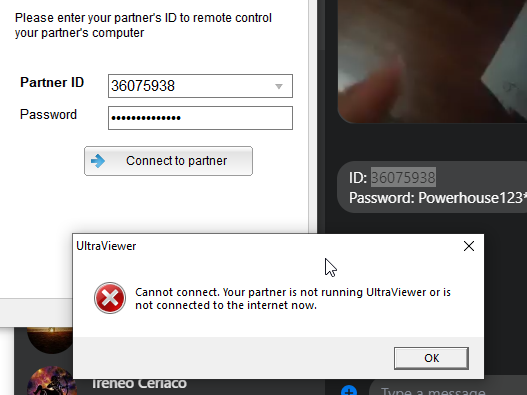 Please enter your partner's ID to remote control
your partner's computer
Partner ID
36075938
Password
••••••••••••••
Connect to partner
ID: 36075938
Password: Powerhouse123*
UltraViewer
Cannot connect. Your partner is not running UltraViewer or is
not connected to the internet now.
OK
Ireneo Ceriaco
Type a message